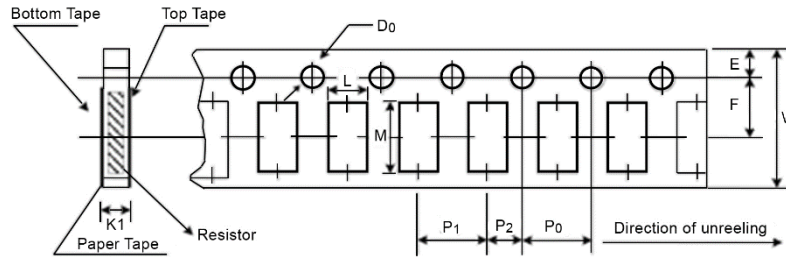 Bottom Tape
Top Tape
D0
E
L
F
M
K1
Resistor
Paper Tape
P1
P2
P0
Direction of unreeling